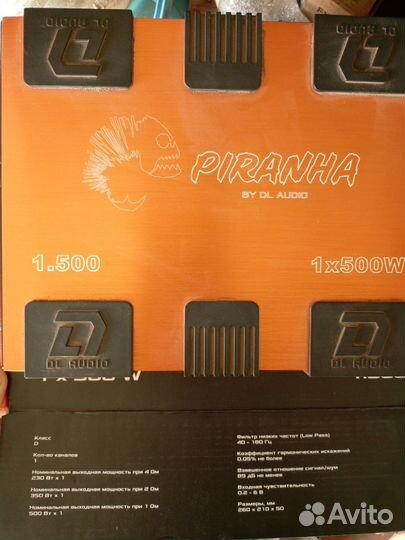 DL AUDIO
DL AUDIO
PIRANHA
BY DL AUDIO
1.500
1x500W
DL AUDIO
DL AUDIO
1 x 500 W
Класс
D
Кол-во каналов
1
Номинальная выходная мощность при 4 Ом
230 Вт x 1
Номинальная выходная мощность при 2 Ом
350 Вт x 1
Номинальная выходная мощность при 1 Ом
500 Вт x 1
Фильтр низких частот (Low Pass)
40 - 180 Гц
Коэффициент гармонических искажений
0.05% не более
Взвешенное отношение сигнал/шум
89 дБ не менее
Входная чувствительность
0.2 - 6 В
Размеры, мм
260 x 210 x 50
Avito